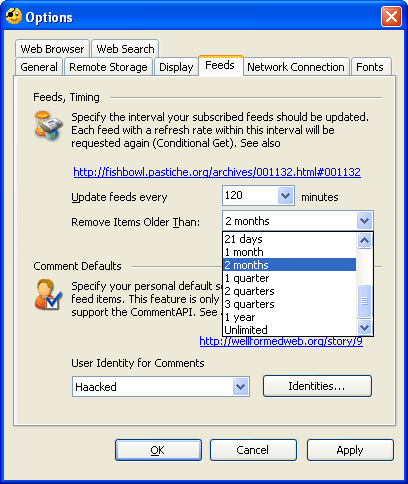 Options
Web Browser Web Search
General Remote Storage Display Feeds Network Connection Fonts
Feeds, Timing
Specify the interval your subscribed feeds should be updated.
Each feed with a refresh rate within this interval will be
requested again (Conditional Get). See also
http://fishbowl.pastiche.org/archives/001132.html#001132
Update feeds every 120 minutes
Remove Items Older Than: 2 months
21 days
1 month
2 months
1 quarter
2 quarters
3 quarters
1 year
Unlimited
Comment Defaults
Specify your personal default s
feed items. This feature is only
support the CommentAPI. See a
http://wellformedweb.org/story/9
User Identity for Comments
Haacked Identities...
OK Cancel Apply